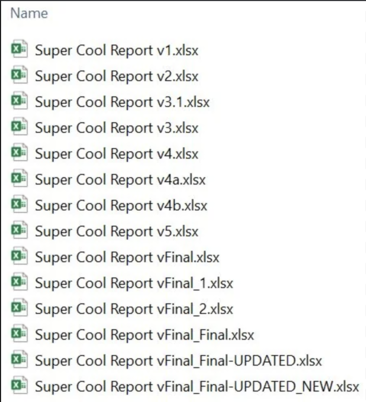 Name
Super Cool Report v1.xlsx
Super Cool Report v2.xlsx
Super Cool Report v3.1.xlsx
Super Cool Report v3.xlsx
Super Cool Report v4.xlsx
Super Cool Report v4a.xlsx
Super Cool Report v4b.xlsx
Super Cool Report v5.xlsx
Super Cool Report vFinal.xlsx
Super Cool Report vFinal_1.xlsx
Super Cool Report vFinal_2.xlsx
Super Cool Report vFinal_Final.xlsx
Super Cool Report vFinal_Final-UPDATED.xlsx
Super Cool Report vFinal_Final-UPDATED_NEW.xlsx